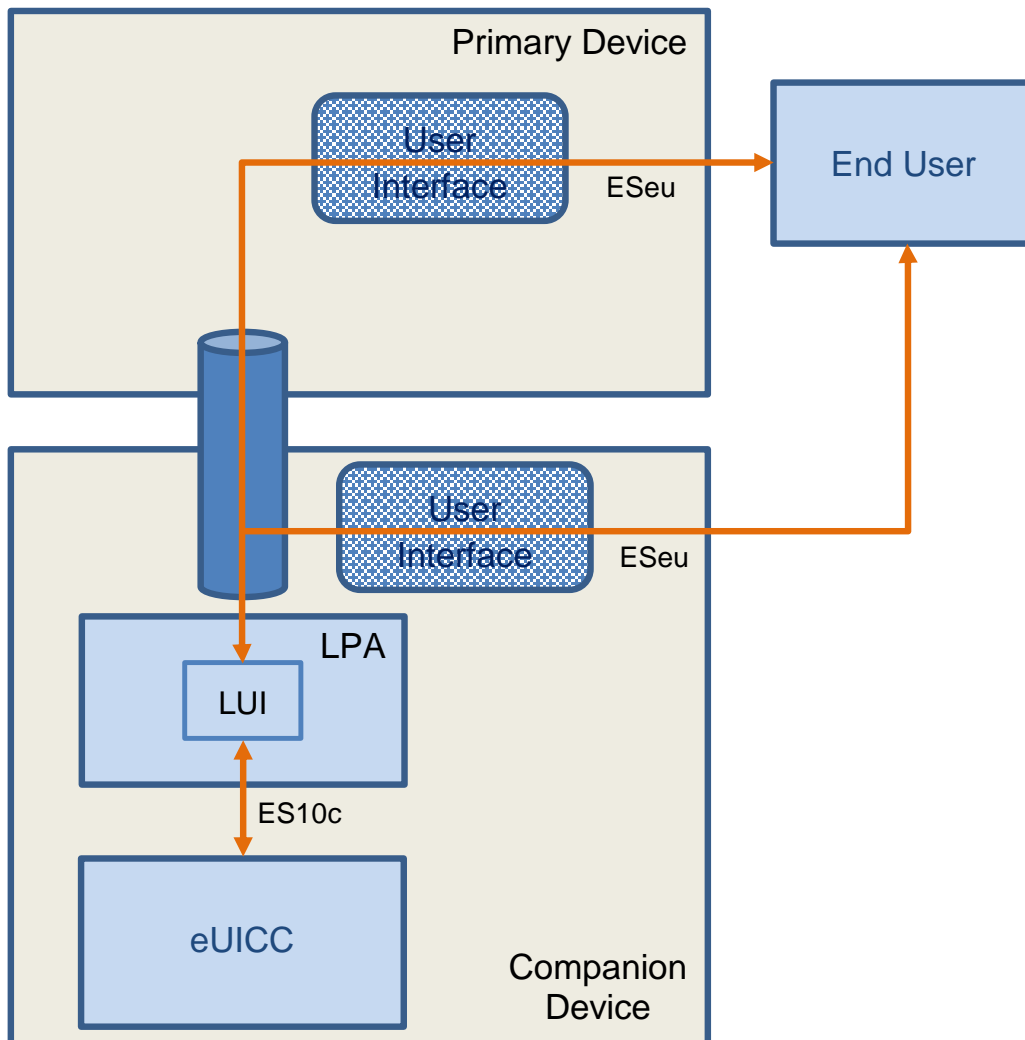 Primary Device
User
Interface
ESeu
End User
User
Interface
ESeu
LPA
LUI
ES10c
eUICC
Companion
Device